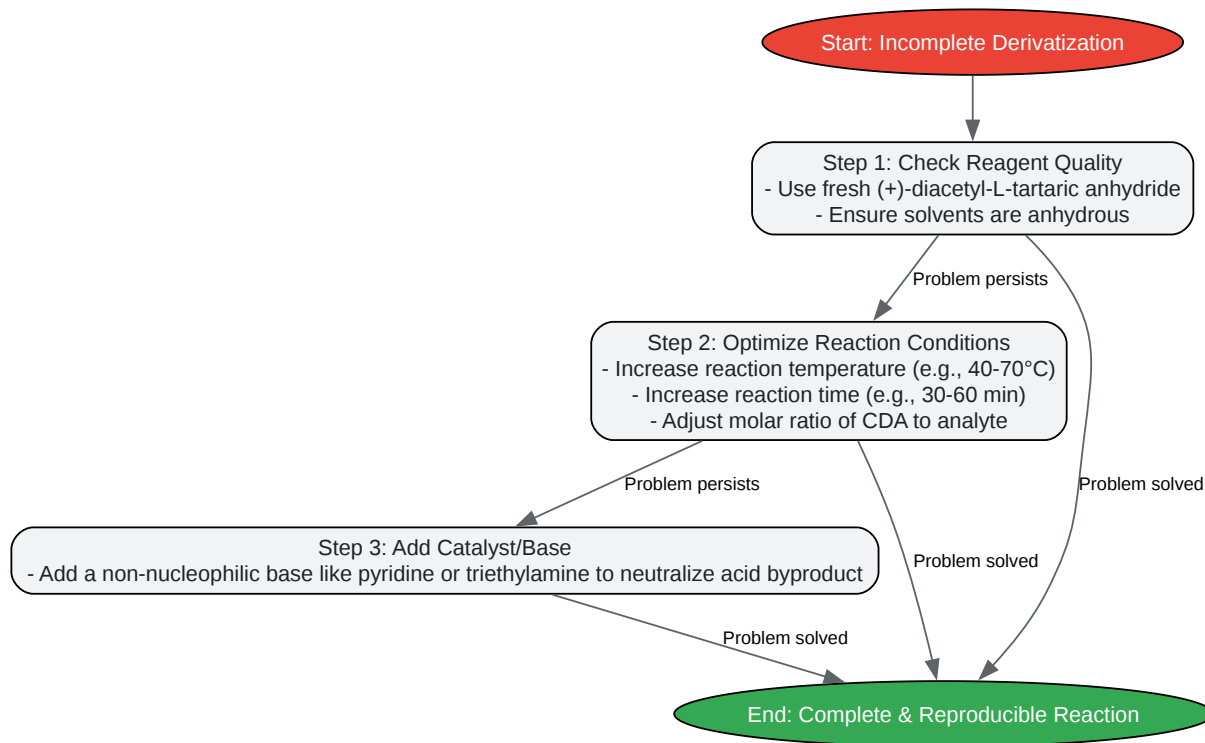 Start: Incomplete Derivatization
Step 1: Check Reagent Quality
- Use fresh (+)-diacetyl-L-tartaric anhydride
- Ensure solvents are anhydrous
Problem persists
Step 2: Optimize Reaction Conditions
- Increase reaction temperature (e.g., 40-70°C)
- Increase reaction time (e.g., 30-60 min)
- Adjust molar ratio of CDA to analyte
Problem persists
Problem solved
Step 3: Add Catalyst/Base
- Add a non-nucleophilic base like pyridine or triethylamine to neutralize acid byproduct
Problem solved
Problem solved
End: Complete & Reproducible Reaction